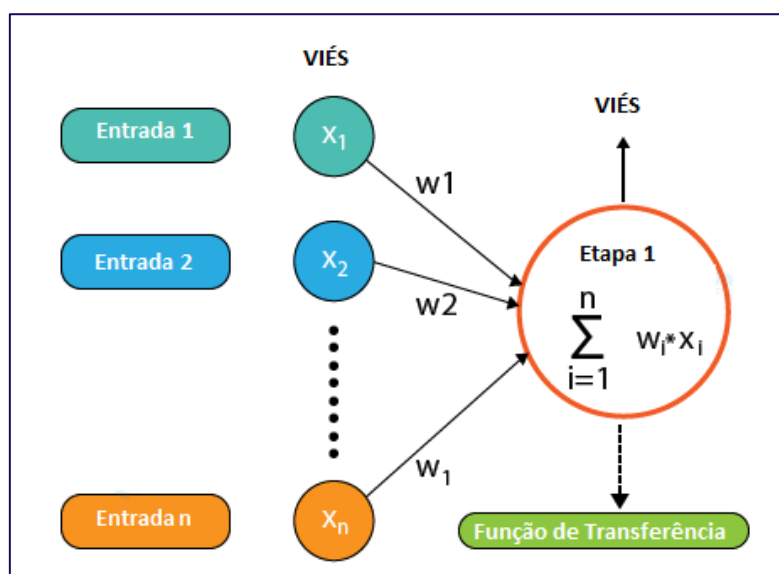 VIÉS
VIÉS
Entrada 1
x₁
w1
Entrada 2
x₂
w2
Etapa 1
n
∑ wᵢ*xᵢ
i=1
w₁
Entrada n
xₙ
Função de Transferência